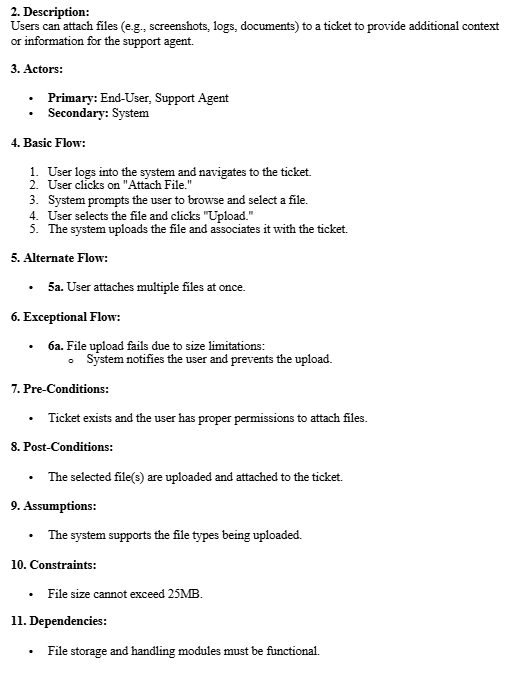 2. Description:
Users can attach files (e.g., screenshots, logs, documents) to a ticket to provide additional context
or information for the support agent.
3. Actors:
• Primary: End-User, Support Agent
• Secondary: System
4. Basic Flow:
1. User logs into the system and navigates to the ticket.
2. User clicks on "Attach File."
3. System prompts the user to browse and select a file.
4. User selects the file and clicks "Upload."
5. The system uploads the file and associates it with the ticket.
5. Alternate Flow:
• 5a. User attaches multiple files at once.
6. Exceptional Flow:
• 6a. File upload fails due to size limitations:
o System notifies the user and prevents the upload.
7. Pre-Conditions:
• Ticket exists and the user has proper permissions to attach files.
8. Post-Conditions:
• The selected file(s) are uploaded and attached to the ticket.
9. Assumptions:
• The system supports the file types being uploaded.
10. Constraints:
• File size cannot exceed 25MB.
11. Dependencies:
• File storage and handling modules must be functional.